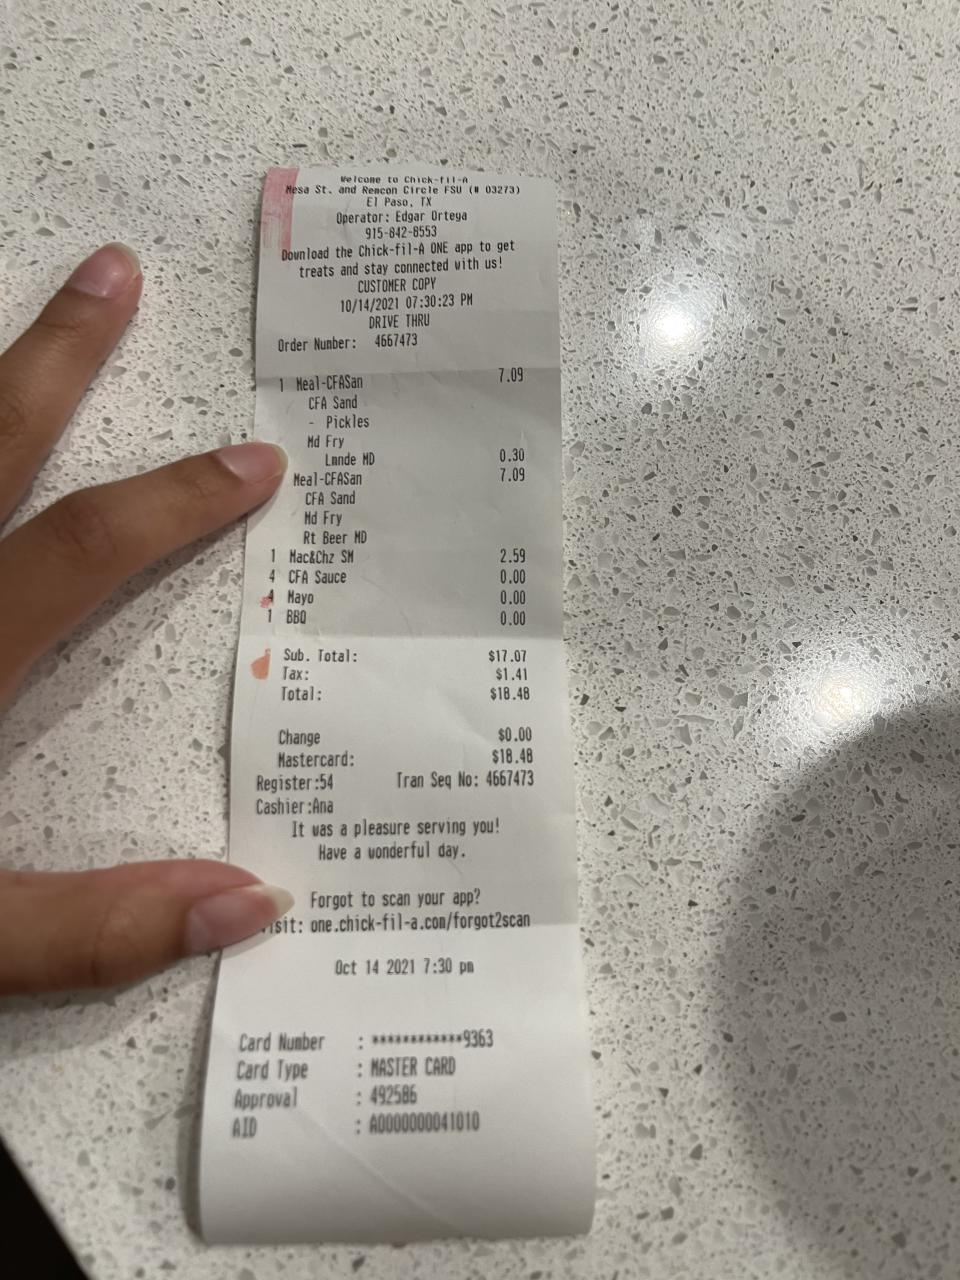 Welcome to Chick-fil-A
Mesa St. and Remcon Circle FSU (# 03273)
El Paso, TX
Operator: Edgar Ortega
915-842-8553
Download the Chick-fil-A ONE app to get
treats and stay connected with us!
CUSTOMER COPY
10/14/2021 07:30:23 PM
DRIVE THRU
Order Number: 4667473
1 Meal-CFASan 7.09
CFA Sand
- Pickles
Md Fry
Lmnde MD 0.30
Meal-CFASan 7.09
CFA Sand
Md Fry
Rt Beer MD
1 Mac&Chz SM 2.59
4 CFA Sauce 0.00
4 Mayo 0.00
1 BBQ 0.00
Sub. Total: $17.07
Tax: $1.41
Total: $18.48
Change $0.00
Mastercard: $18.48
Register:54 Tran Seq No: 4667473
Cashier:Ana
It was a pleasure serving you!
Have a wonderful day.
Forgot to scan your app?
isit: one.chick-fil-a.com/forgot2scan
Oct 14 2021 7:30 pm
Card Number : ************9363
Card Type : MASTER CARD
Approval : 492586
AID : A0000000041010